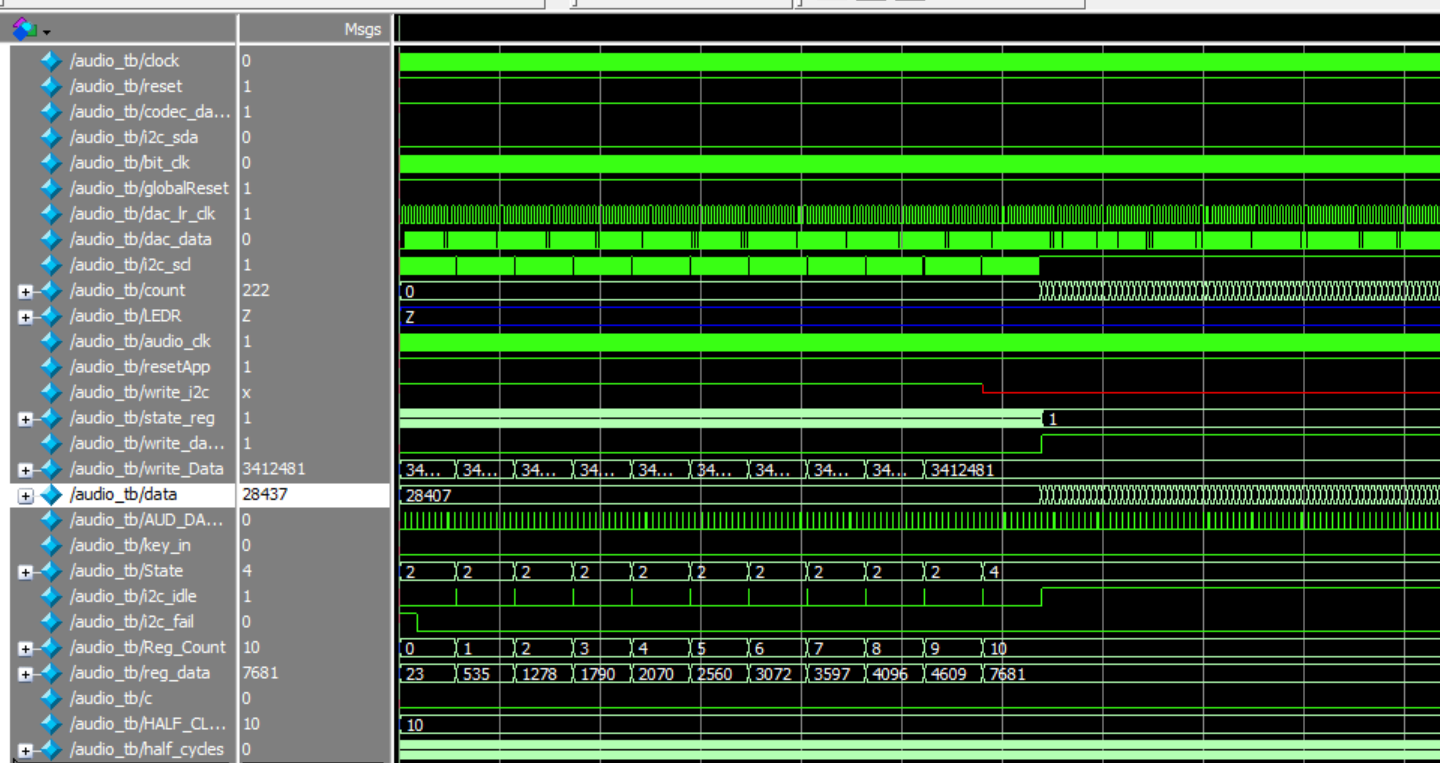 Msgs
/audio_tb/clock 0
/audio_tb/reset 1
/audio_tb/codec_da... 1
/audio_tb/i2c_sda 0
/audio_tb/bit_clk 0
/audio_tb/globalReset 1
/audio_tb/dac_lr_clk 1
/audio_tb/dac_data 0
/audio_tb/i2c_scl 1
/audio_tb/count 222 0
/audio_tb/LEDR Z Z
/audio_tb/audio_clk 1
/audio_tb/resetApp 1
/audio_tb/write_i2c x
/audio_tb/state_reg 1 1
/audio_tb/write_da... 1
/audio_tb/write_Data 3412481 34... 34... 34... 34... 34... 34... 34... 34... 34... 3412481
/audio_tb/data 28437 28407
/audio_tb/AUD_DA... 0
/audio_tb/key_in 0
/audio_tb/State 4 2 2 2 2 2 2 2 2 2 2 4
/audio_tb/i2c_idle 1
/audio_tb/i2c_fail 0
/audio_tb/Reg_Count 10 0 1 2 3 4 5 6 7 8 9 10
/audio_tb/reg_data 7681 23 535 1278 1790 2070 2560 3072 3597 4096 4609 7681
/audio_tb/c 0
/audio_tb/HALF_CL... 10 10
/audio_tb/half_cycles 0